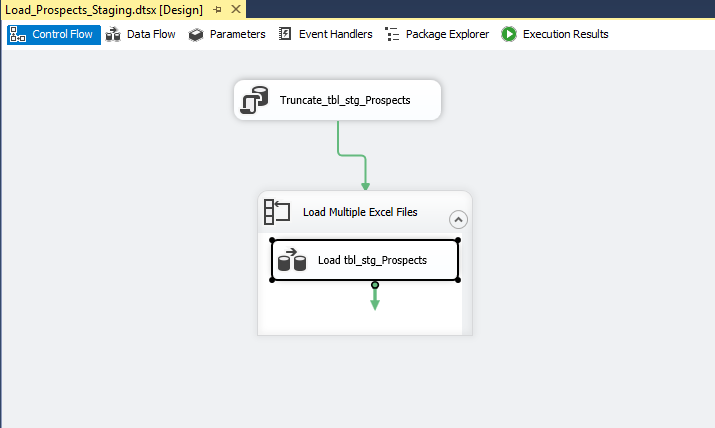 Load_Prospects_Staging.dtsx [Design]
Control Flow Data Flow Parameters Event Handlers Package Explorer Execution Results
Truncate_tbl_stg_Prospects
Load Multiple Excel Files
Load tbl_stg_Prospects